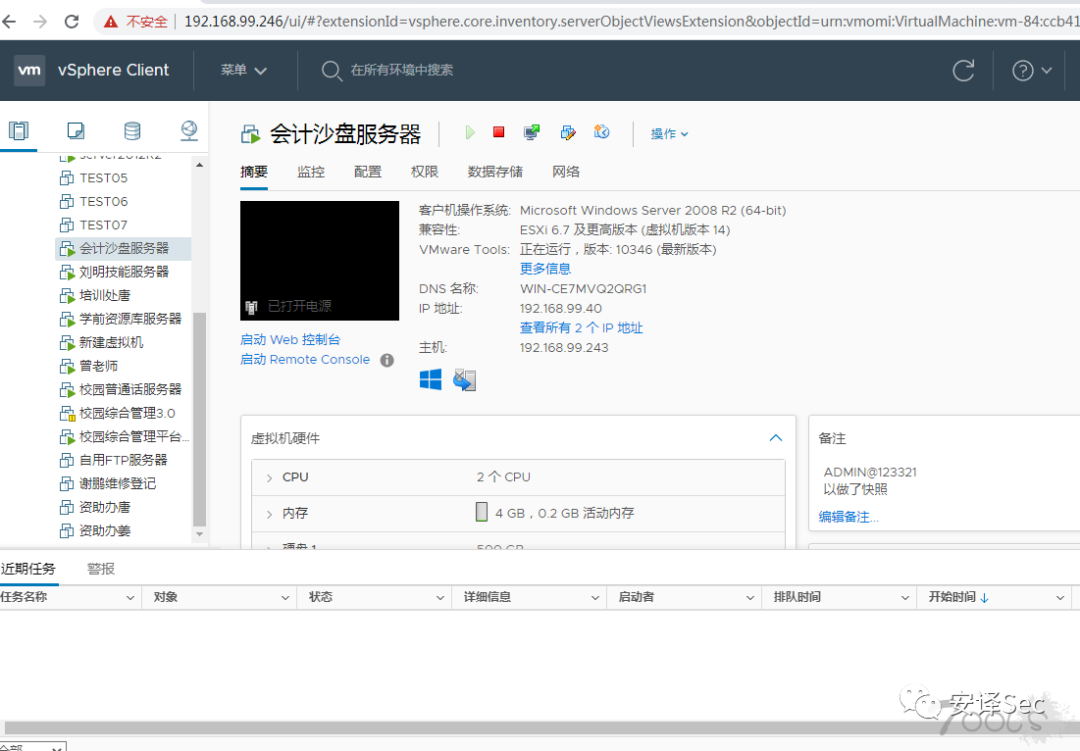 不安全 192.168.99.246/ui/#?extensionId=vsphere.core.inventory.serverObjectViewsExtension&objectId=urn:vmomi:VirtualMachine:vm-84:ccb41
vm vSphere Client 菜单 在所有环境中搜索
server2012R2
TEST05
TEST06
TEST07
会计沙盘服务器
刘明技能服务器
培训处唐
学前资源库服务器
新建虚拟机
曾老师
校园普通话服务器
校园综合管理3.0
校园综合管理平台...
自用FTP服务器
谢鹏维修登记
资助办唐
资助办姜
会计沙盘服务器 操作
摘要 监控 配置 权限 数据存储 网络
已打开电源
启动 Web 控制台
启动 Remote Console
客户机操作系统: Microsoft Windows Server 2008 R2 (64-bit)
兼容性: ESXi 6.7 及更高版本 (虚拟机版本 14)
VMware Tools: 正在运行，版本: 10346 (最新版本)
更多信息
DNS 名称: WIN-CE7MVQ2QRG1
IP 地址: 192.168.99.40
查看所有 2 个 IP 地址
主机: 192.168.99.243
虚拟机硬件
CPU 2 个 CPU
内存 4 GB，0.2 GB 活动内存
硬盘 1 500 GB
备注
ADMIN@123321
以做了快照
编辑备注...
近期任务 警报
任务名称 对象 状态 详细信息 启动者 排队时间 开始时间
安译Sec
Tools
全部